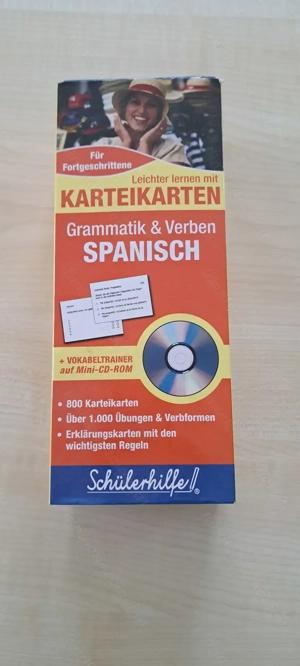 Für
Fortgeschrittene
Leichter lernen mit
KARTEIKARTEN
Grammatik & Verben
SPANISCH
+ VOKABELTRAINER
auf Mini-CD-ROM
• 800 Karteikarten
• Über 1.000 Übungen & Verbformen
• Erklärungskarten mit den
wichtigsten Regeln
Schülerhilfe!®